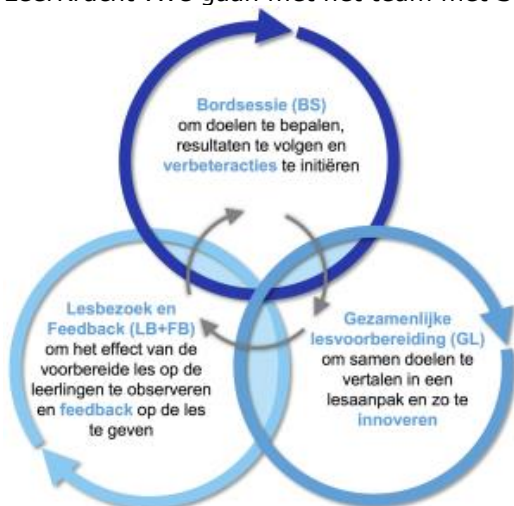 Bordsessie (BS)
om doelen te bepalen,
resultaten te volgen en
verbeteracties te initiëren
Lesbezoek en
Feedback (LB+FB)
om het effect van de
voorbereide les op de
leerlingen te observeren
en feedback op de les
te geven
Gezamenlijke
lesvoorbereiding (GL)
om samen doelen te
vertalen in een
lesaanpak en zo te
innoveren